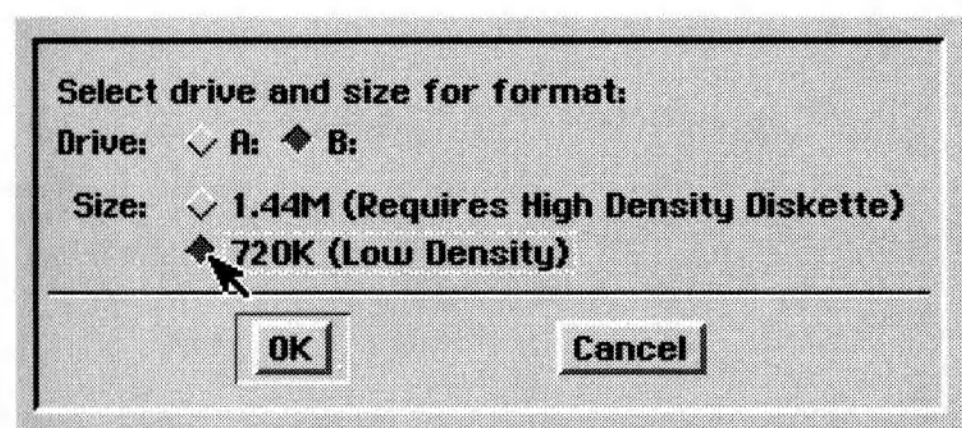 Select drive and size for format:
Drive: A: B:
Size: 1.44M (Requires High Density Diskette)
720K (Low Density)
OK Cancel